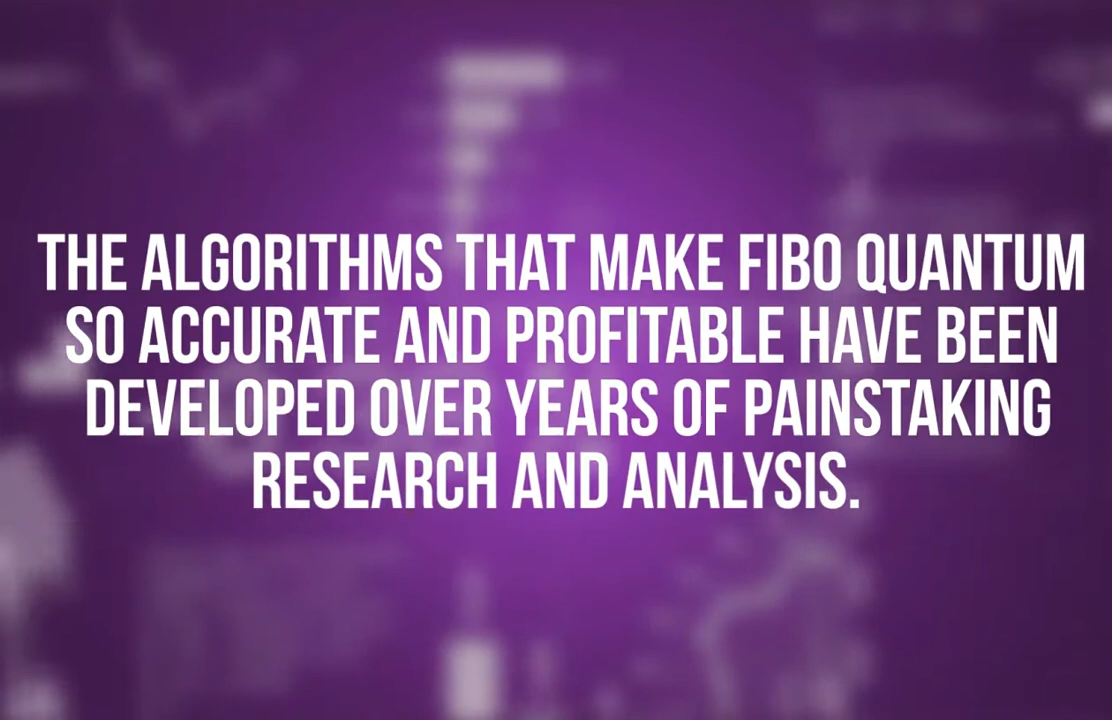 THE ALGORITHMS THAT MAKE FIBO QUANTUM
SO ACCURATE AND PROFITABLE HAVE BEEN
DEVELOPED OVER YEARS OF PAINSTAKING
RESEARCH AND ANALYSIS.